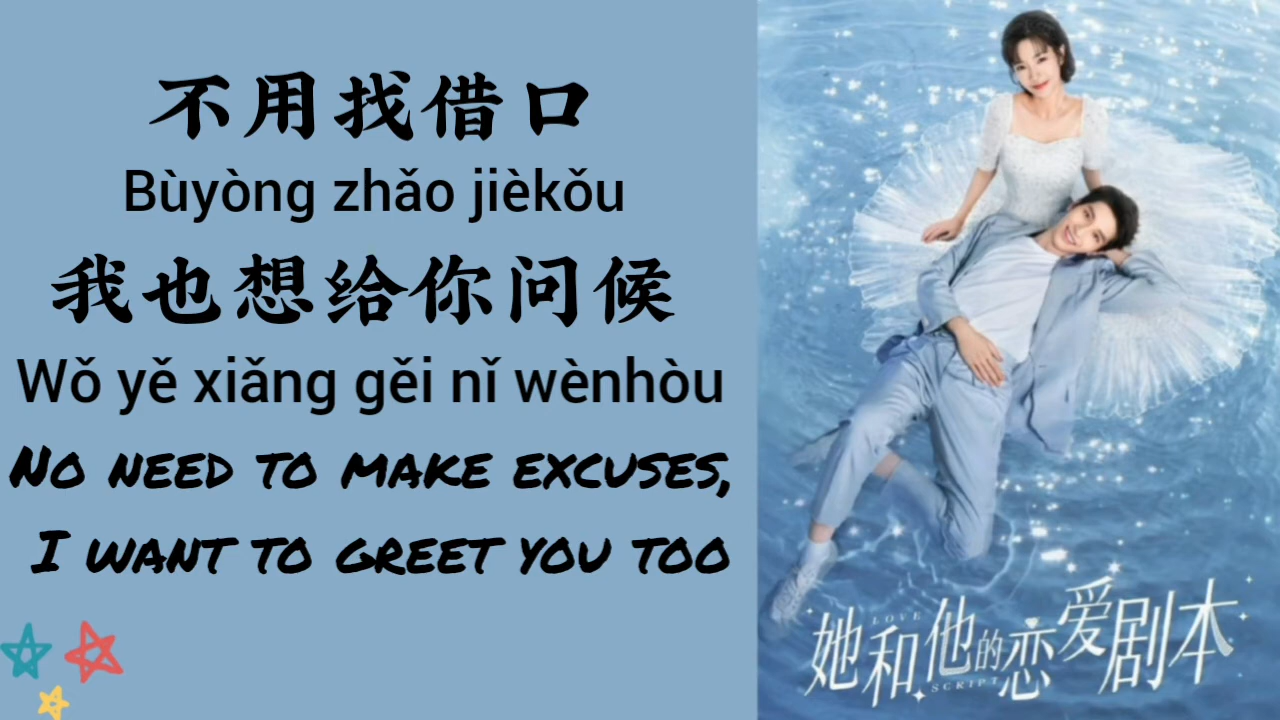 不用找借口
Bùyòng zhǎo jièkǒu
我也想给你问候
Wǒ yě xiǎng gěi nǐ wènhòu
No need to make excuses,
I want to greet you too
她和他的恋爱剧本
LOVE
SCRIPT